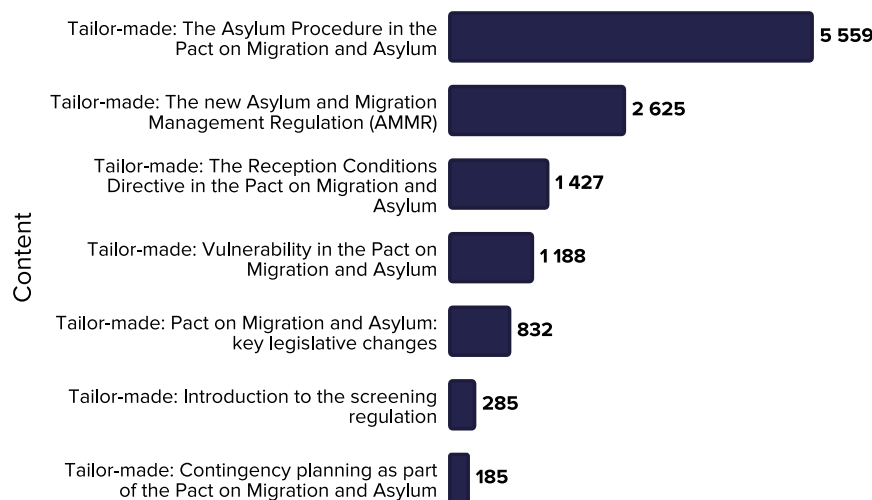 Tailor-made: The Asylum Procedure in the
Pact on Migration and Asylum
5 559
Tailor-made: The new Asylum and Migration
Management Regulation (AMMR)
2 625
Tailor-made: The Reception Conditions
Directive in the Pact on Migration and
Asylum
1 427
Tailor-made: Vulnerability in the Pact on
Migration and Asylum
1 188
Tailor-made: Pact on Migration and Asylum:
key legislative changes
832
Tailor-made: Introduction to the screening
regulation
285
Tailor-made: Contingency planning as part
of the Pact on Migration and Asylum
185
Content